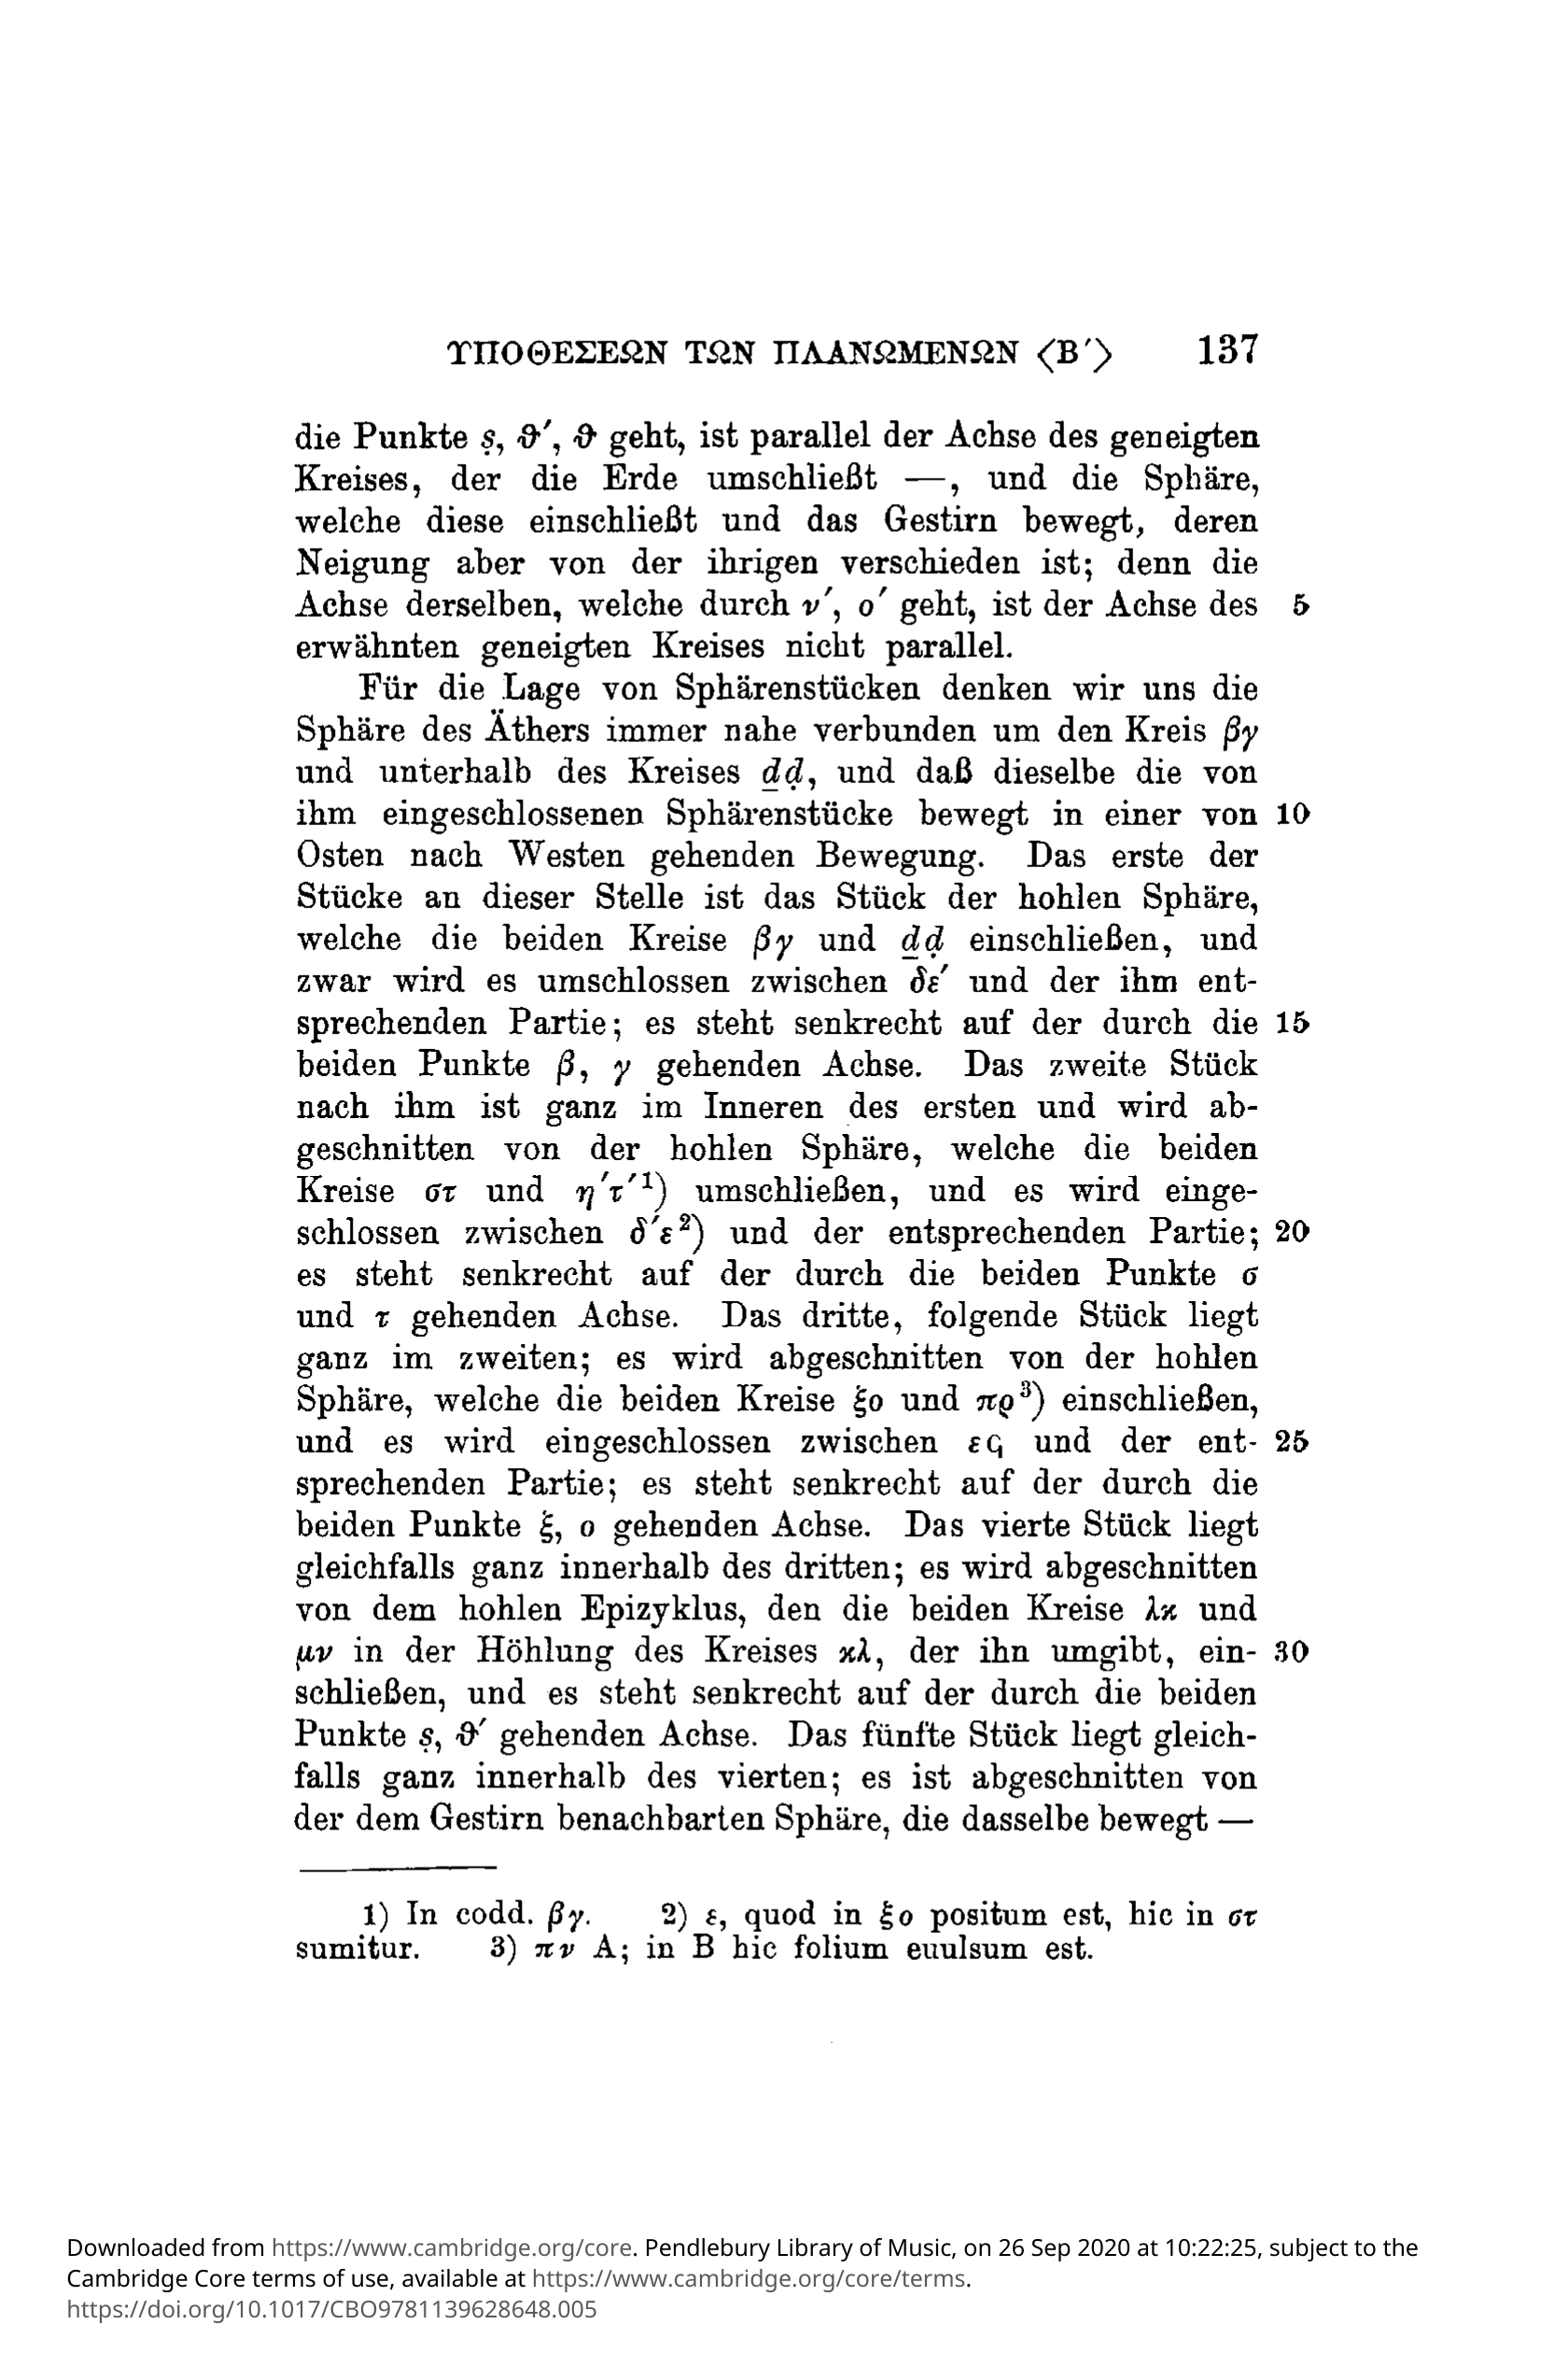 ΥΠΟΘΕΣΕΩΝ ΤΩΝ ΠΛΑΝΩΜΕΝΩΝ ⟨Β′⟩ 137
die Punkte ṣ, ϑ′, ϑ geht, ist parallel der Achse des geneigten
Kreises, der die Erde umschließt —, und die Sphäre,
welche diese einschließt und das Gestirn bewegt, deren
Neigung aber von der ihrigen verschieden ist; denn die
Achse derselben, welche durch ν′, ο′ geht, ist der Achse des 5
erwähnten geneigten Kreises nicht parallel.
Für die Lage von Sphärenstücken denken wir uns die
Sphäre des Äthers immer nahe verbunden um den Kreis βγ
und unterhalb des Kreises ḏḍ, und daß dieselbe die von
ihm eingeschlossenen Sphärenstücke bewegt in einer von 10
Osten nach Westen gehenden Bewegung. Das erste der
Stücke an dieser Stelle ist das Stück der hohlen Sphäre,
welche die beiden Kreise βγ und ḏḍ einschließen, und
zwar wird es umschlossen zwischen δε′ und der ihm ent-
sprechenden Partie; es steht senkrecht auf der durch die 15
beiden Punkte β, γ gehenden Achse. Das zweite Stück
nach ihm ist ganz im Inneren des ersten und wird ab-
geschnitten von der hohlen Sphäre, welche die beiden
Kreise στ und η′τ′¹) umschließen, und es wird einge-
schlossen zwischen δ′ε²) und der entsprechenden Partie; 20
es steht senkrecht auf der durch die beiden Punkte σ
und τ gehenden Achse. Das dritte, folgende Stück liegt
ganz im zweiten; es wird abgeschnitten von der hohlen
Sphäre, welche die beiden Kreise ξο und πϱ³) einschließen,
und es wird eingeschlossen zwischen εϟ und der ent- 25
sprechenden Partie; es steht senkrecht auf der durch die
beiden Punkte ξ, ο gehenden Achse. Das vierte Stück liegt
gleichfalls ganz innerhalb des dritten; es wird abgeschnitten
von dem hohlen Epizyklus, den die beiden Kreise λϰ und
μν in der Höhlung des Kreises ϰλ, der ihn umgibt, ein- 30
schließen, und es steht senkrecht auf der durch die beiden
Punkte ṣ, ϑ′ gehenden Achse. Das fünfte Stück liegt gleich-
falls ganz innerhalb des vierten; es ist abgeschnitten von
der dem Gestirn benachbarten Sphäre, die dasselbe bewegt —
1) In codd. βγ. 2) ε, quod in ξο positum est, hic in στ
sumitur. 3) πν A; in B hic folium euulsum est.
Downloaded from https://www.cambridge.org/core. Pendlebury Library of Music, on 26 Sep 2020 at 10:22:25, subject to the
Cambridge Core terms of use, available at https://www.cambridge.org/core/terms.
https://doi.org/10.1017/CBO9781139628648.005